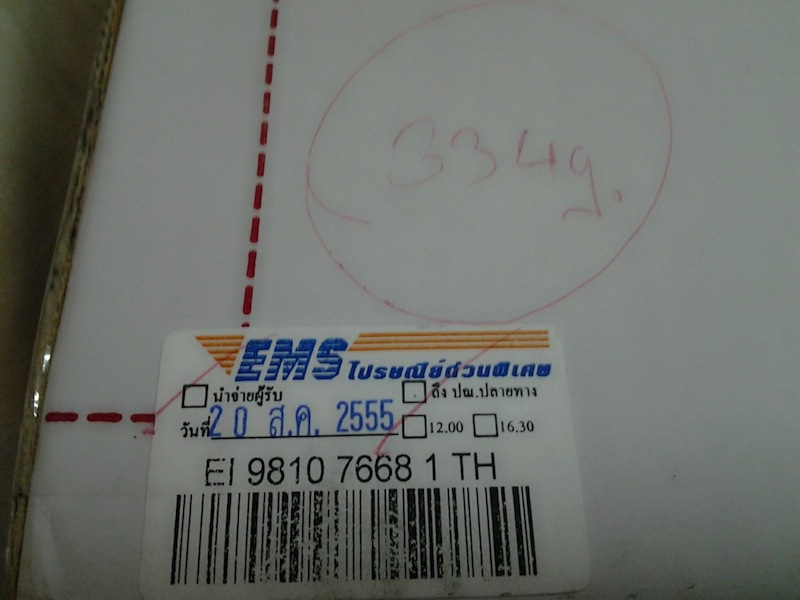 334g.
EMS ไปรษณีย์ด่วนพิเศษ
นำจ่ายผู้รับ ถึง ปณ.ปลายทาง
วันที่ 20 ส.ค. 2555 12.00 16.30
EI 9810 7668 1 TH